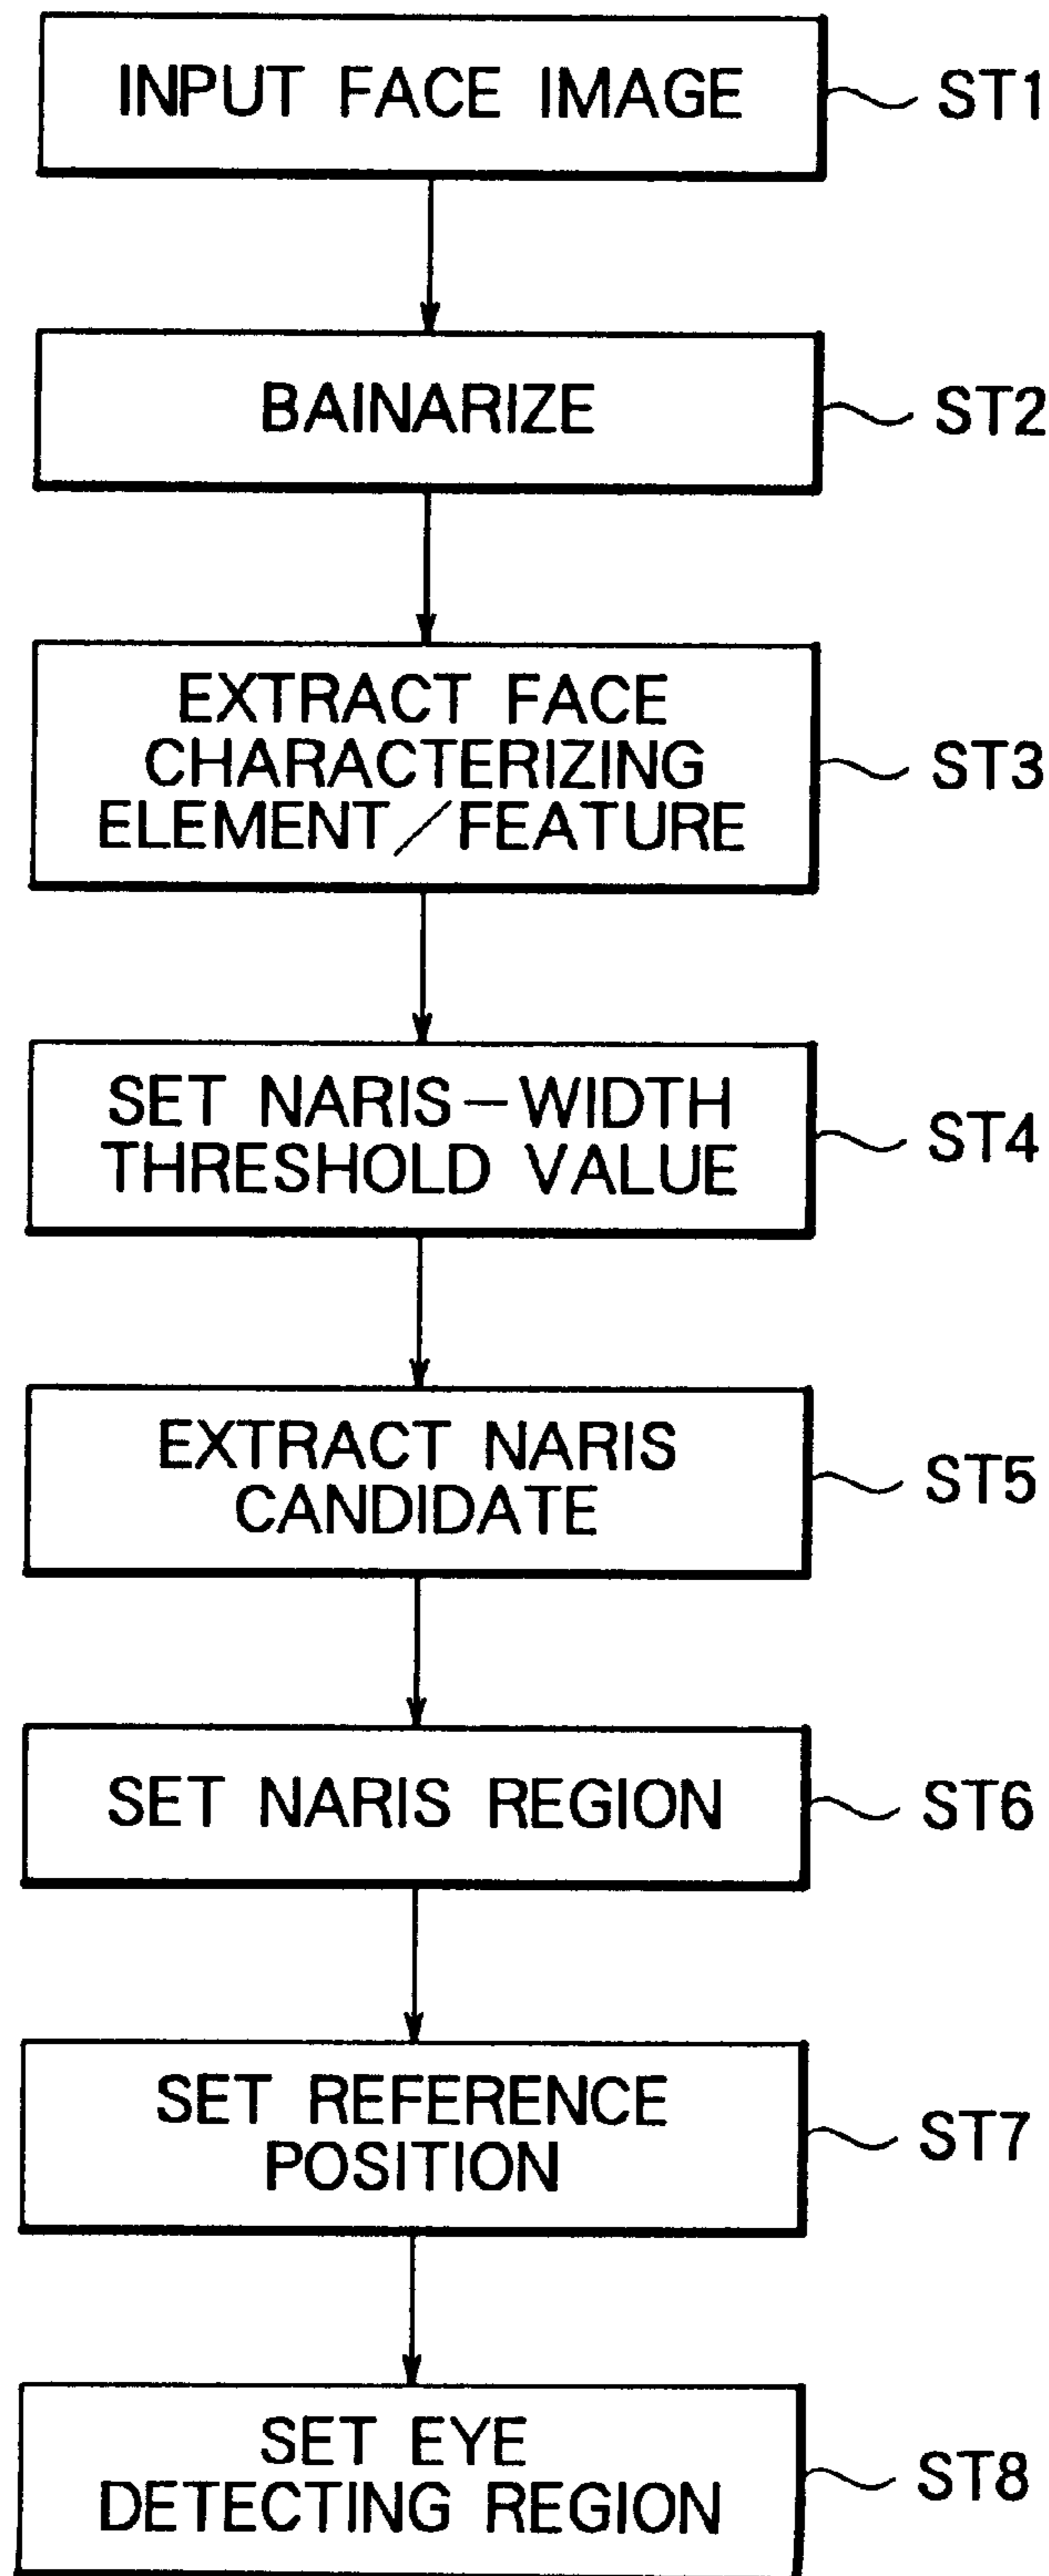 INPUT FACE IMAGE
ST1
BAINARIZE
ST2
EXTRACT FACE
CHARACTERIZING
ELEMENT/FEATURE
ST3
SET NARIS-WIDTH
THRESHOLD VALUE
ST4
EXTRACT NARIS
CANDIDATE
ST5
SET NARIS REGION
ST6
SET REFERENCE
POSITION
ST7
SET EYE
DETECTING REGION
ST8